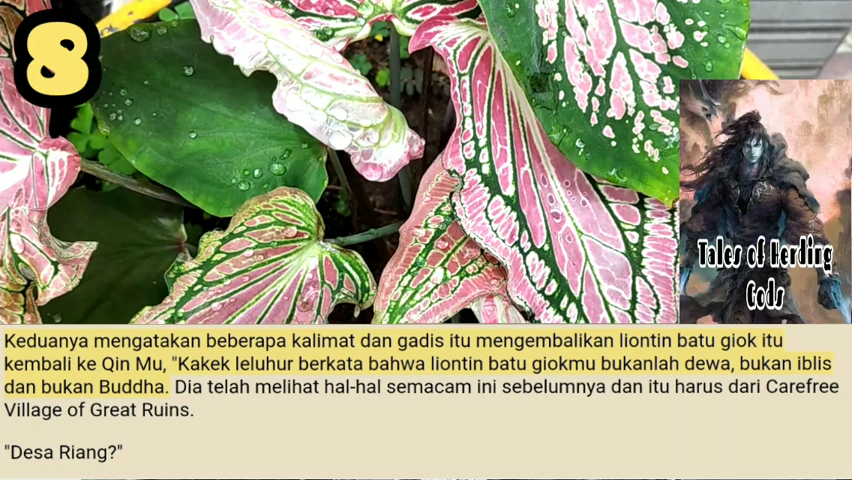 8
Tales of Herding
Gods
Keduanya mengatakan beberapa kalimat dan gadis itu mengembalikan liontin batu giok itu
kembali ke Qin Mu, "Kakek leluhur berkata bahwa liontin batu giokmu bukanlah dewa, bukan iblis
dan bukan Buddha. Dia telah melihat hal-hal semacam ini sebelumnya dan itu harus dari Carefree
Village of Great Ruins.
"Desa Riang?"